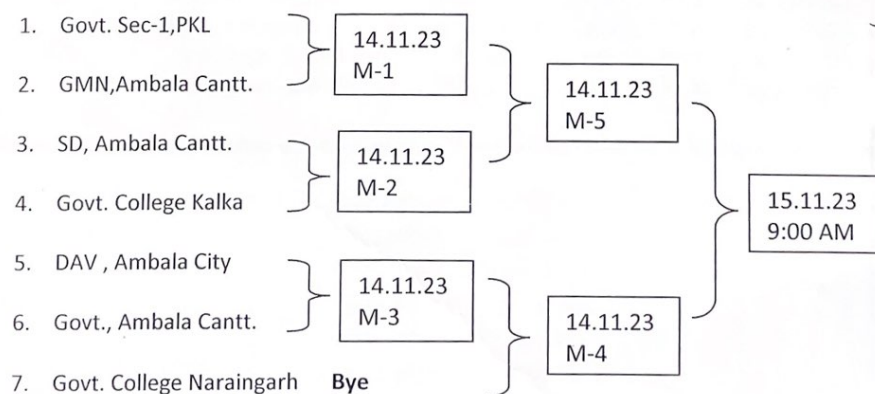 1. Govt. Sec-1,PKL
2. GMN,Ambala Cantt.
3. SD, Ambala Cantt.
4. Govt. College Kalka
5. DAV , Ambala City
6. Govt., Ambala Cantt.
7. Govt. College Naraingarh Bye
14.11.23
M-1
14.11.23
M-2
14.11.23
M-3
14.11.23
M-5
14.11.23
M-4
15.11.23
9:00 AM